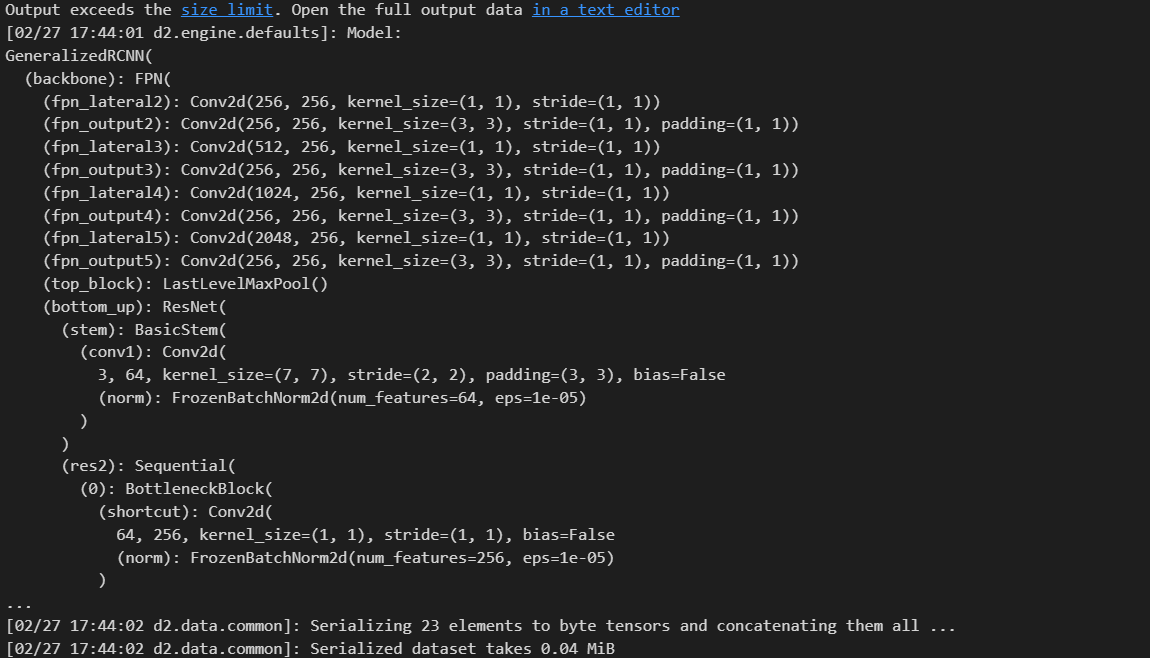 Output exceeds the size limit. Open the full output data in a text editor
[02/27 17:44:01 d2.engine.defaults]: Model:
GeneralizedRCNN(
  (backbone): FPN(
    (fpn_lateral2): Conv2d(256, 256, kernel_size=(1, 1), stride=(1, 1))
    (fpn_output2): Conv2d(256, 256, kernel_size=(3, 3), stride=(1, 1), padding=(1, 1))
    (fpn_lateral3): Conv2d(512, 256, kernel_size=(1, 1), stride=(1, 1))
    (fpn_output3): Conv2d(256, 256, kernel_size=(3, 3), stride=(1, 1), padding=(1, 1))
    (fpn_lateral4): Conv2d(1024, 256, kernel_size=(1, 1), stride=(1, 1))
    (fpn_output4): Conv2d(256, 256, kernel_size=(3, 3), stride=(1, 1), padding=(1, 1))
    (fpn_lateral5): Conv2d(2048, 256, kernel_size=(1, 1), stride=(1, 1))
    (fpn_output5): Conv2d(256, 256, kernel_size=(3, 3), stride=(1, 1), padding=(1, 1))
    (top_block): LastLevelMaxPool()
    (bottom_up): ResNet(
      (stem): BasicStem(
        (conv1): Conv2d(
          3, 64, kernel_size=(7, 7), stride=(2, 2), padding=(3, 3), bias=False
          (norm): FrozenBatchNorm2d(num_features=64, eps=1e-05)
        )
      )
      (res2): Sequential(
        (0): BottleneckBlock(
          (shortcut): Conv2d(
            64, 256, kernel_size=(1, 1), stride=(1, 1), bias=False
            (norm): FrozenBatchNorm2d(num_features=256, eps=1e-05)
          )
...
[02/27 17:44:02 d2.data.common]: Serializing 23 elements to byte tensors and concatenating them all ...
[02/27 17:44:02 d2.data.common]: Serialized dataset takes 0.04 MiB